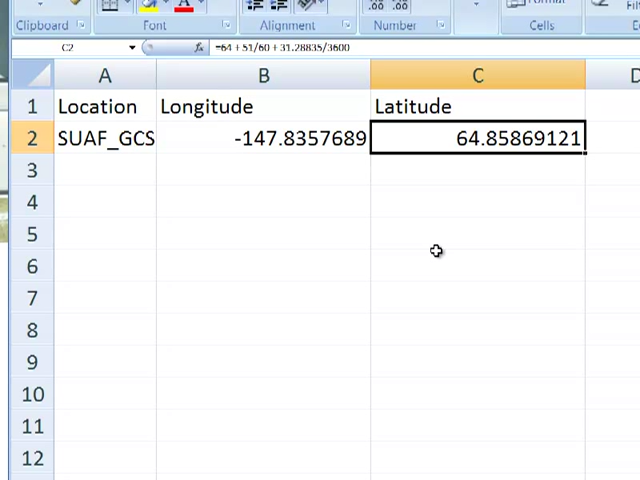 Clipboard Font Alignment Number Cells
C2 fx =64+51/60+31.28835/3600
A B C D
1 Location Longitude Latitude
2 SUAF_GCS -147.8357689 64.85869121
3
4
5
6
7
8
9
10
11
12